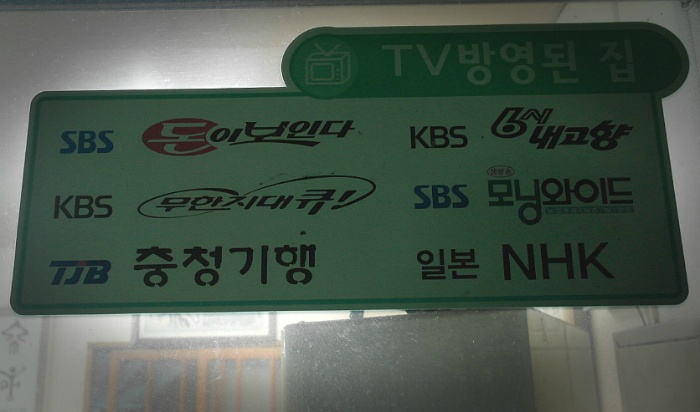 TV방영된 집
SBS 돈이보인다
KBS 6시내고향
KBS 무한지대큐!
SBS 모닝와이드
TJB 충청기행
일본 NHK